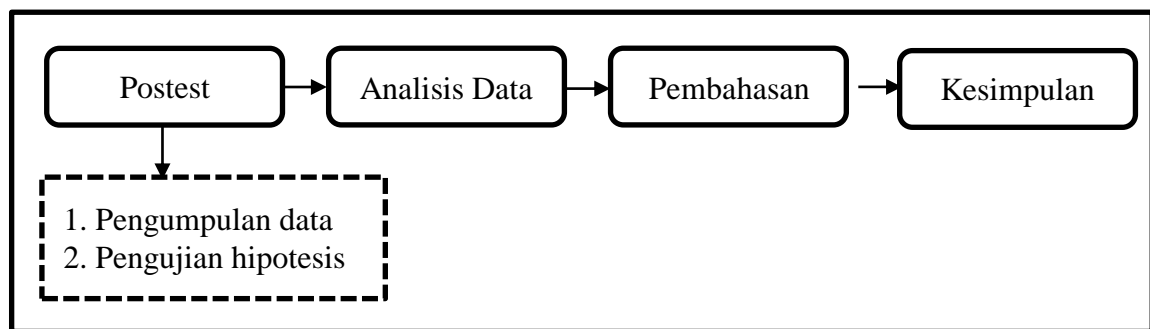 Postest
Analisis Data
Pembahasan
Kesimpulan
1. Pengumpulan data
2. Pengujian hipotesis